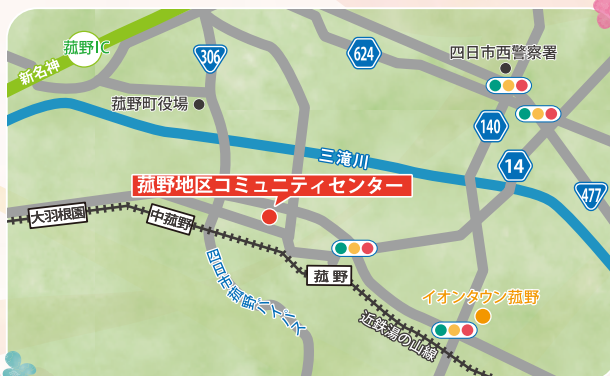 菰野IC
新名神
306
624
四日市西警察署
菰野町役場
140
三滝川
14
菰野地区コミュニティセンター
477
大羽根園
中菰野
菰野
四日市菰野バイパス
イオンタウン菰野
近鉄湯の山線